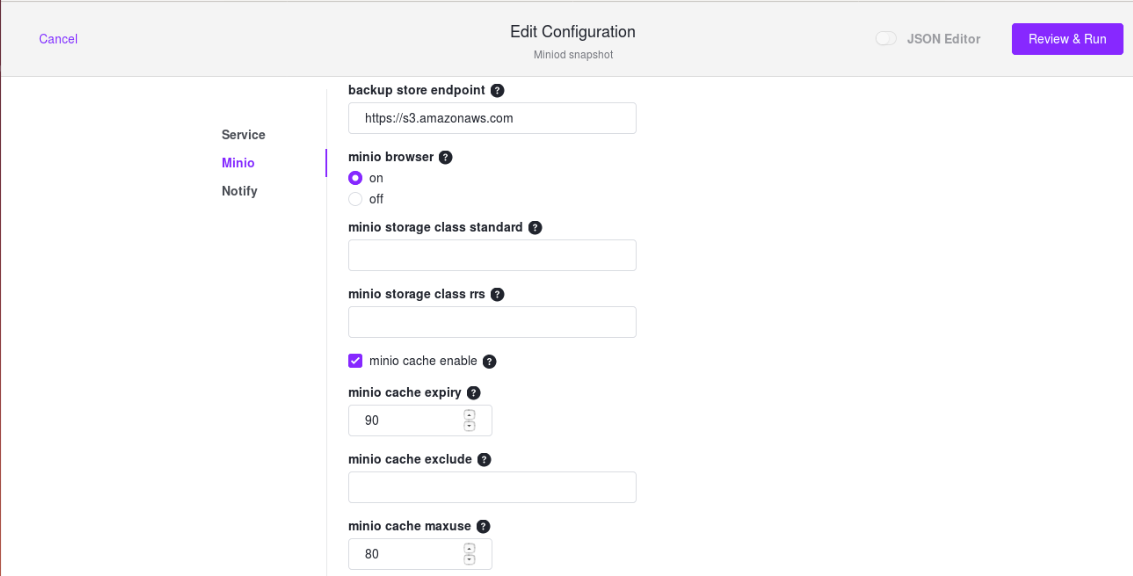 Cancel
Edit Configuration
Miniod snapshot
JSON Editor
Review & Run
Service
Minio
Notify
backup store endpoint ?
https://s3.amazonaws.com
minio browser ?
on
off
minio storage class standard ?
minio storage class rrs ?
minio cache enable ?
minio cache expiry ?
90
minio cache exclude ?
minio cache maxuse ?
80